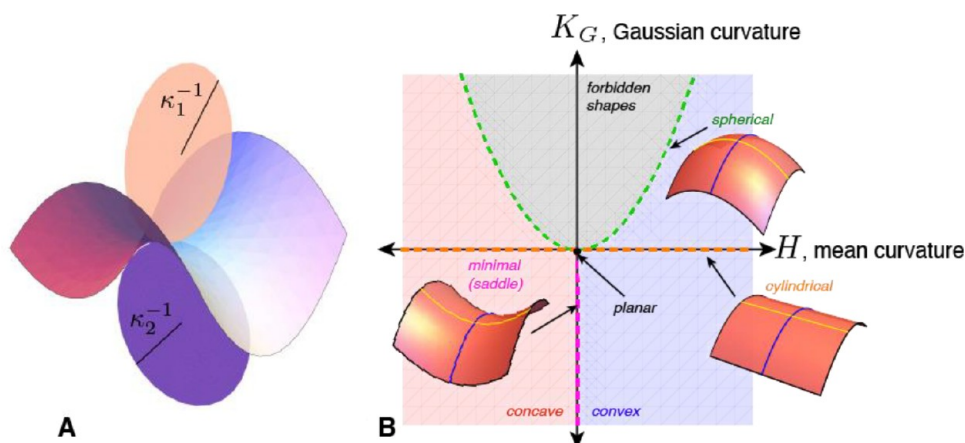 κ₁⁻¹
κ₂⁻¹
A
K_G, Gaussian curvature
forbidden
shapes
spherical
H, mean curvature
minimal
(saddle)
planar
cylindrical
concave
convex
B